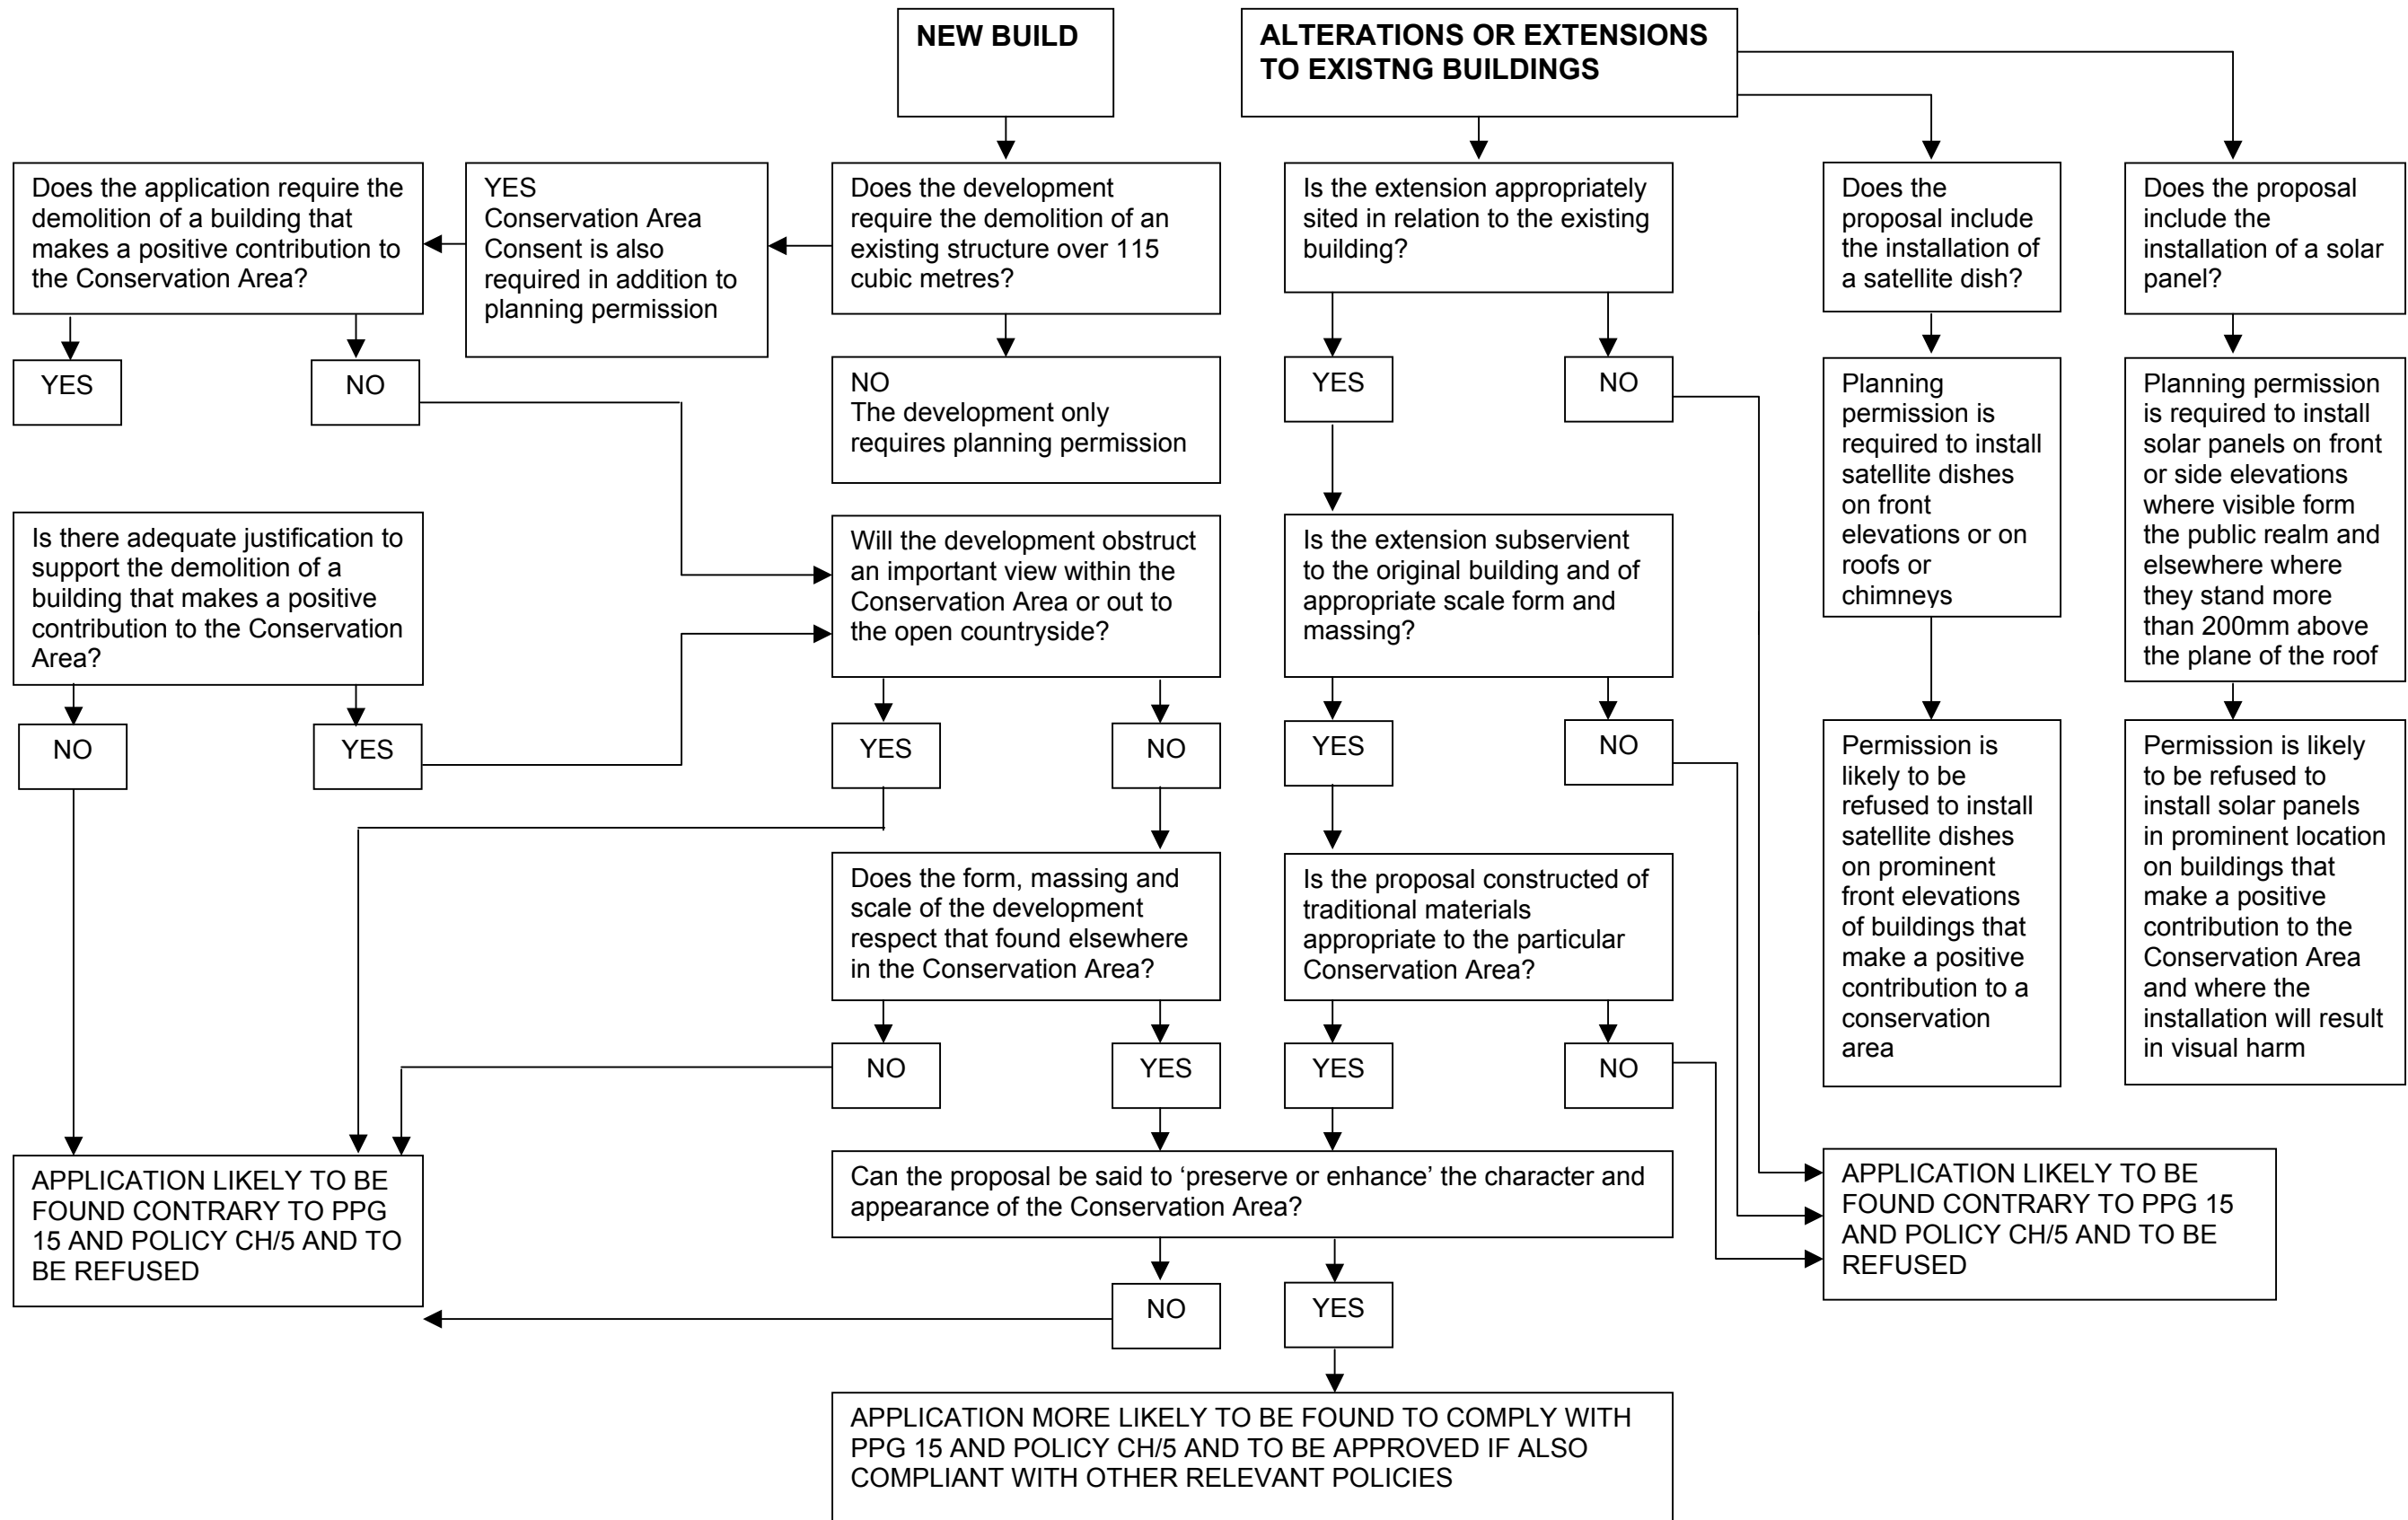 NEW BUILD
ALTERATIONS OR EXTENSIONS
TO EXISTNG BUILDINGS
Does the application require the
demolition of a building that
makes a positive contribution to
the Conservation Area?
YES
Conservation Area
Consent is also
required in addition to
planning permission
Does the development
require the demolition of an
existing structure over 115
cubic metres?
Is the extension appropriately
sited in relation to the existing
building?
Does the
proposal include
the installation of
a satellite dish?
Does the proposal
include the
installation of a solar
panel?
YES
NO
NO
The development only
requires planning permission
YES
NO
Planning
permission is
required to install
satellite dishes
on front
elevations or on
roofs or
chimneys
Planning permission
is required to install
solar panels on front
or side elevations
where visible form
the public realm and
elsewhere where
they stand more
than 200mm above
the plane of the roof
Is there adequate justification to
support the demolition of a
building that makes a positive
contribution to the Conservation
Area?
Will the development obstruct
an important view within the
Conservation Area or out to
the open countryside?
Is the extension subservient
to the original building and of
appropriate scale form and
massing?
NO
YES
YES
NO
YES
NO
Permission is
likely to be
refused to install
satellite dishes
on prominent
front elevations
of buildings that
make a positive
contribution to a
conservation
area
Permission is likely
to be refused to
install solar panels
in prominent location
on buildings that
make a positive
contribution to the
Conservation Area
and where the
installation will result
in visual harm
Does the form, massing and
scale of the development
respect that found elsewhere
in the Conservation Area?
Is the proposal constructed of
traditional materials
appropriate to the particular
Conservation Area?
NO
YES
YES
NO
APPLICATION LIKELY TO BE
FOUND CONTRARY TO PPG
15 AND POLICY CH/5 AND TO
BE REFUSED
Can the proposal be said to ‘preserve or enhance’ the character and
appearance of the Conservation Area?
APPLICATION LIKELY TO BE
FOUND CONTRARY TO PPG 15
AND POLICY CH/5 AND TO BE
REFUSED
NO
YES
APPLICATION MORE LIKELY TO BE FOUND TO COMPLY WITH
PPG 15 AND POLICY CH/5 AND TO BE APPROVED IF ALSO
COMPLIANT WITH OTHER RELEVANT POLICIES